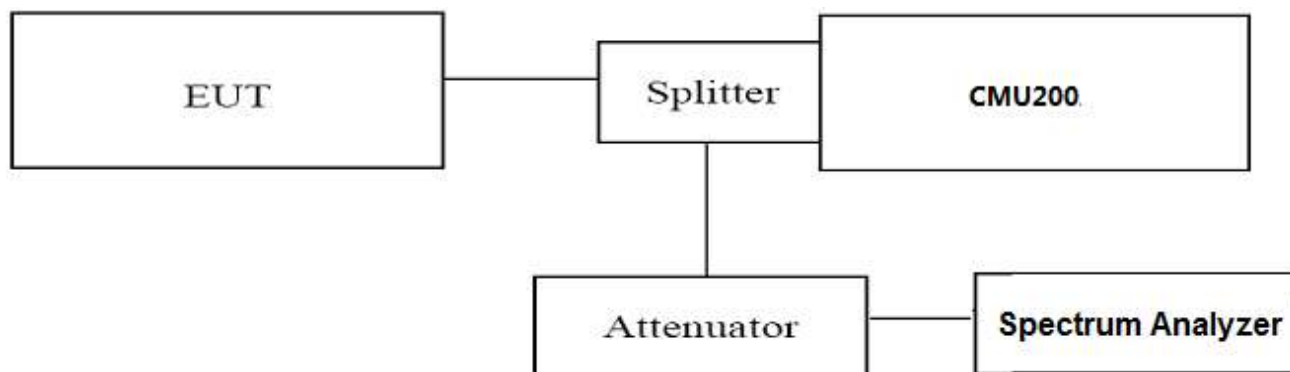 EUT
Splitter
CMU200.
Attenuator
Spectrum Analyzer